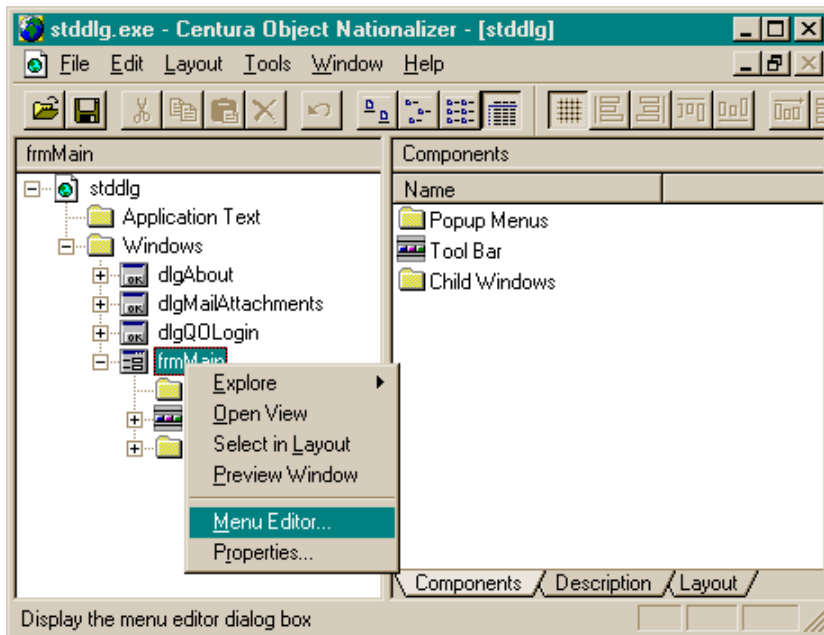 stddlg.exe - Centura Object Nationalizer - [stddlg]
File Edit Layout Tools Window Help
frmMain
Components
stddlg
Name
Application Text
Popup Menus
Windows
Tool Bar
dlgAbout
Child Windows
dlgMailAttachments
dlgQOLogin
frmMain
Explore
Open View
Select in Layout
Preview Window
Menu Editor...
Properties...
Components Description Layout
Display the menu editor dialog box